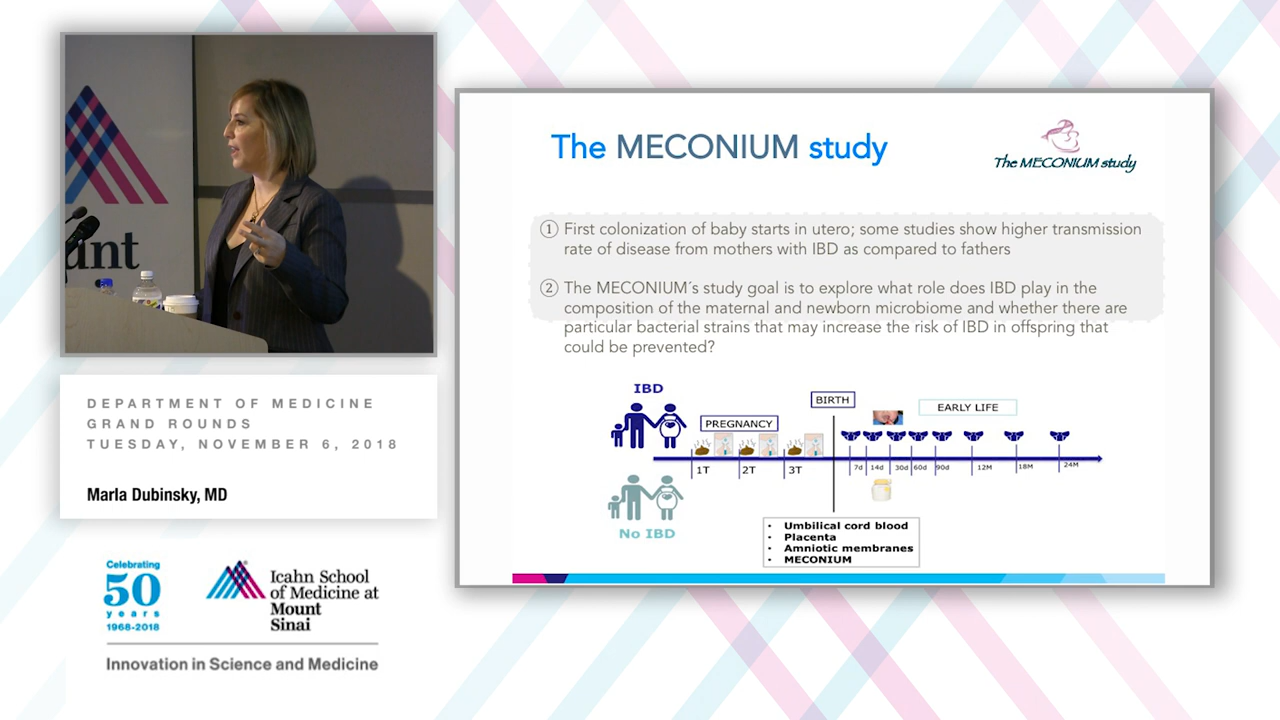 ant
DEPARTMENT OF MEDICINE
GRAND ROUNDS
TUESDAY, NOVEMBER 6, 2018
Marla Dubinsky, MD
Celebrating
50
years
1968-2018
Icahn School
of Medicine at
Mount
Sinai
Innovation in Science and Medicine
The MECONIUM study
The MECONIUM study
① First colonization of baby starts in utero; some studies show higher transmission
rate of disease from mothers with IBD as compared to fathers
② The MECONIUM´s study goal is to explore what role does IBD play in the
composition of the maternal and newborn microbiome and whether there are
particular bacterial strains that may increase the risk of IBD in offspring that
could be prevented?
IBD
PREGNANCY
BIRTH
EARLY LIFE
1T 2T 3T 7d 14d 30d 60d 90d 12M 18M 24M
No IBD
• Umbilical cord blood
• Placenta
• Amniotic membranes
• MECONIUM